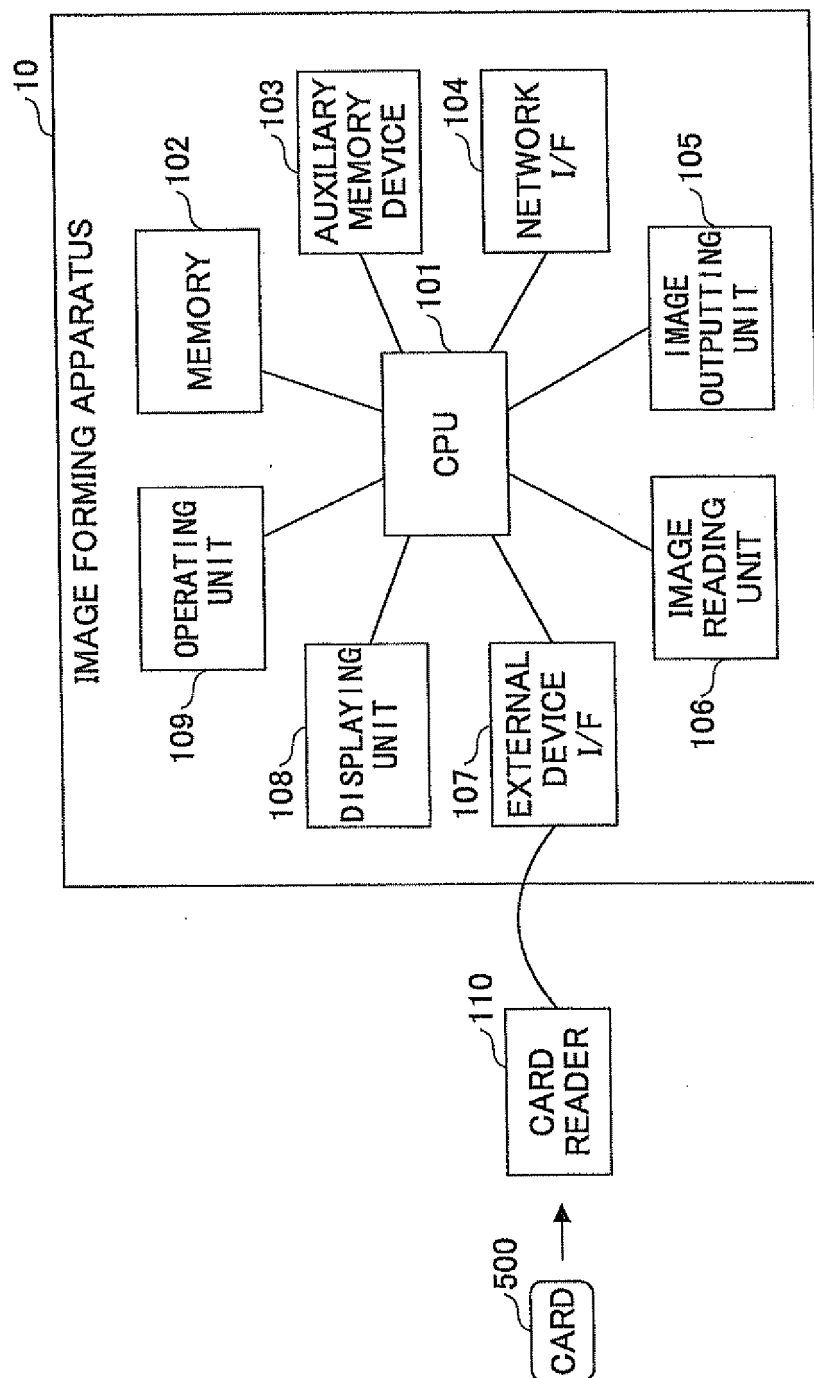 10
IMAGE FORMING APPARATUS
109
OPERATING
UNIT
102
MEMORY
108
DISPLAYING
UNIT
101
CPU
103
AUXILIARY
MEMORY
DEVICE
500
CARD
110
CARD
READER
107
EXTERNAL
DEVICE
I/F
104
NETWORK
I/F
106
IMAGE
READING
UNIT
105
IMAGE
OUTPUTTING
UNIT